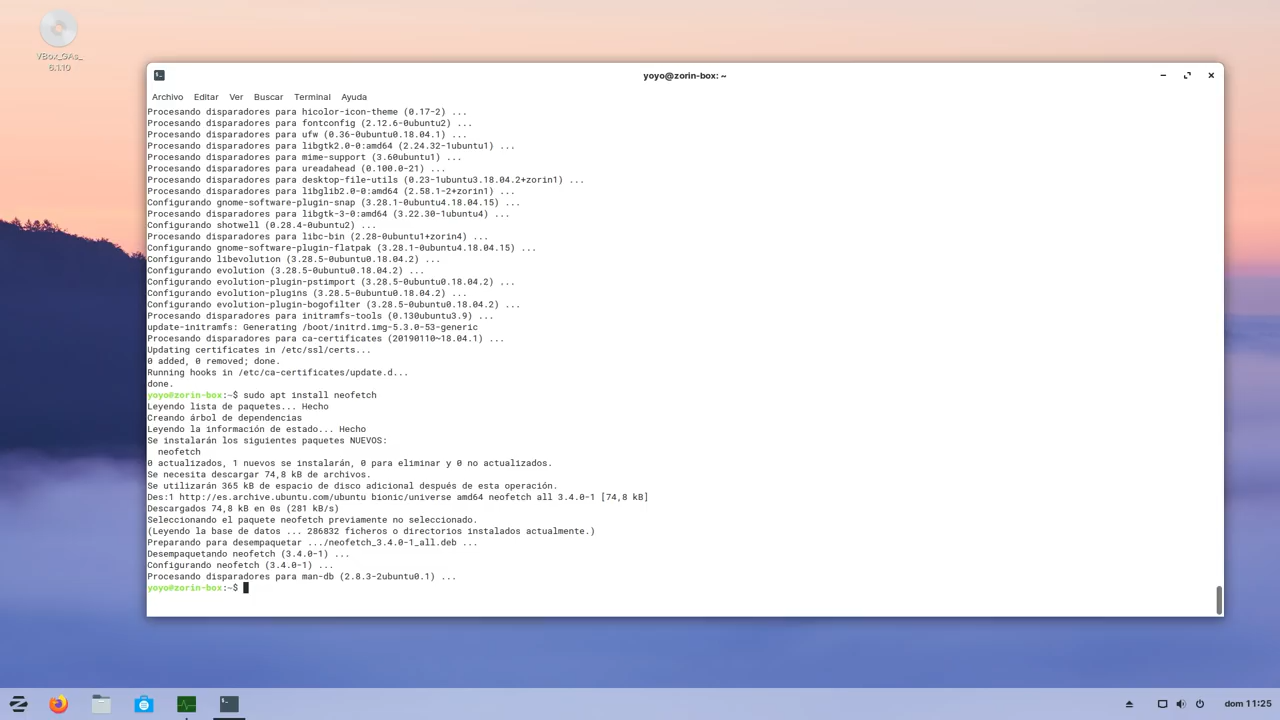 VBox_GAs_
6.1.10
yoyo@zorin-box: ~
Archivo Editar Ver Buscar Terminal Ayuda
Procesando disparadores para hicolor-icon-theme (0.17-2) ...
Procesando disparadores para fontconfig (2.12.6-0ubuntu2) ...
Procesando disparadores para ufw (0.36-0ubuntu0.18.04.1) ...
Procesando disparadores para libgtk2.0-0:amd64 (2.24.32-1ubuntu1) ...
Procesando disparadores para mime-support (3.60ubuntu1) ...
Procesando disparadores para ureadahead (0.100.0-21) ...
Procesando disparadores para desktop-file-utils (0.23-1ubuntu3.18.04.2+zorin1) ...
Procesando disparadores para libglib2.0-0:amd64 (2.58.1-2+zorin1) ...
Configurando gnome-software-plugin-snap (3.28.1-0ubuntu4.18.04.15) ...
Procesando disparadores para libgtk-3-0:amd64 (3.22.30-1ubuntu4) ...
Configurando shotwell (0.28.4-0ubuntu2) ...
Procesando disparadores para libc-bin (2.28-0ubuntu1+zorin4) ...
Configurando gnome-software-plugin-flatpak (3.28.1-0ubuntu4.18.04.15) ...
Configurando libevolution (3.28.5-0ubuntu0.18.04.2) ...
Configurando evolution (3.28.5-0ubuntu0.18.04.2) ...
Configurando evolution-plugin-pstimport (3.28.5-0ubuntu0.18.04.2) ...
Configurando evolution-plugins (3.28.5-0ubuntu0.18.04.2) ...
Configurando evolution-plugin-bogofilter (3.28.5-0ubuntu0.18.04.2) ...
Procesando disparadores para initramfs-tools (0.130ubuntu3.9) ...
update-initramfs: Generating /boot/initrd.img-5.3.0-53-generic
Procesando disparadores para ca-certificates (20190110~18.04.1) ...
Updating certificates in /etc/ssl/certs...
0 added, 0 removed; done.
Running hooks in /etc/ca-certificates/update.d...
done.
yoyo@zorin-box:~$ sudo apt install neofetch
Leyendo lista de paquetes... Hecho
Creando árbol de dependencias
Leyendo la información de estado... Hecho
Se instalarán los siguientes paquetes NUEVOS:
neofetch
0 actualizados, 1 nuevos se instalarán, 0 para eliminar y 0 no actualizados.
Se necesita descargar 74,8 kB de archivos.
Se utilizarán 365 kB de espacio de disco adicional después de esta operación.
Des:1 http://es.archive.ubuntu.com/ubuntu bionic/universe amd64 neofetch all 3.4.0-1 [74,8 kB]
Descargados 74,8 kB en 0s (281 kB/s)
Seleccionando el paquete neofetch previamente no seleccionado.
(Leyendo la base de datos ... 286832 ficheros o directorios instalados actualmente.)
Preparando para desempaquetar .../neofetch_3.4.0-1_all.deb ...
Desempaquetando neofetch (3.4.0-1) ...
Configurando neofetch (3.4.0-1) ...
Procesando disparadores para man-db (2.8.3-2ubuntu0.1) ...
yoyo@zorin-box:~$
dom 11:25